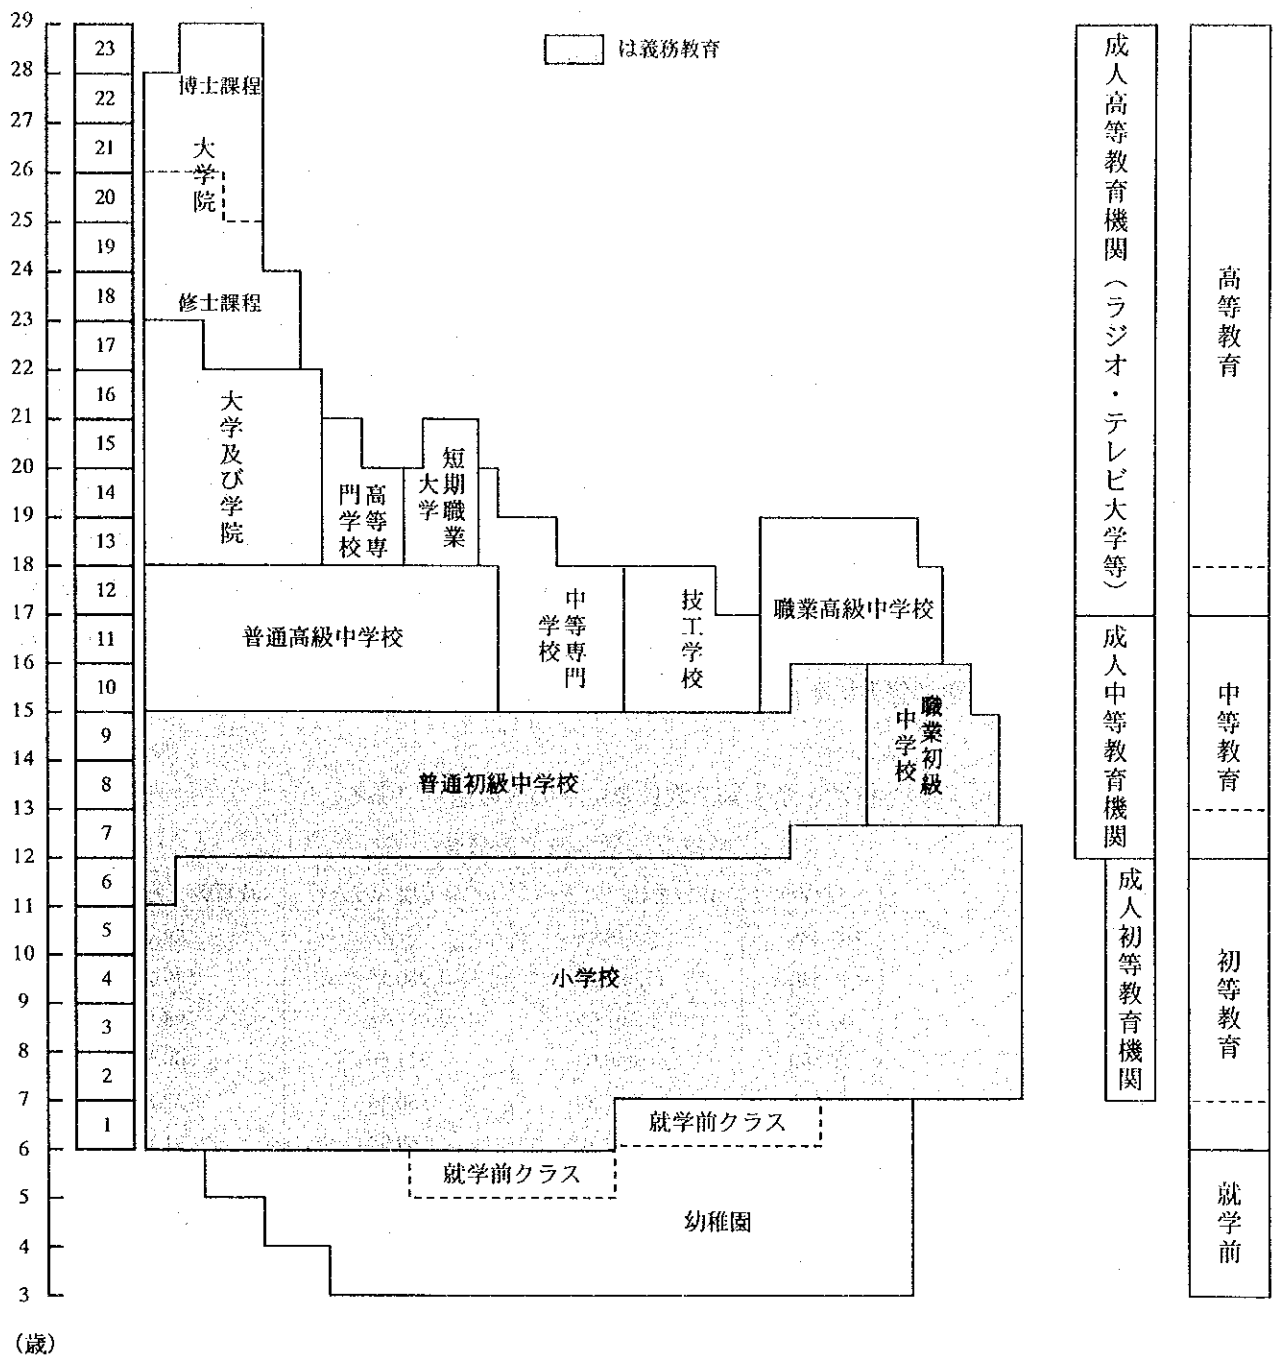 29
28
27
26
25
24
23
22
21
20
19
18
17
16
15
14
13
12
11
10
9
8
7
6
5
4
3
(歳)
23
22
21
20
19
18
17
16
15
14
13
12
11
10
9
8
7
6
5
4
3
2
1
は義務教育
博士課程
大学院
修士課程
大学及び学院
高等専門学校
短期職業大学
普通高級中学校
中等専門学校
技工学校
職業高級中学校
普通初級中学校
職業初級中学校
小学校
就学前クラス
就学前クラス
幼稚園
成人高等教育機関(ラジオ・テレビ大学等)
成人中等教育機関
成人初等教育機関
高等教育
中等教育
初等教育
就学前